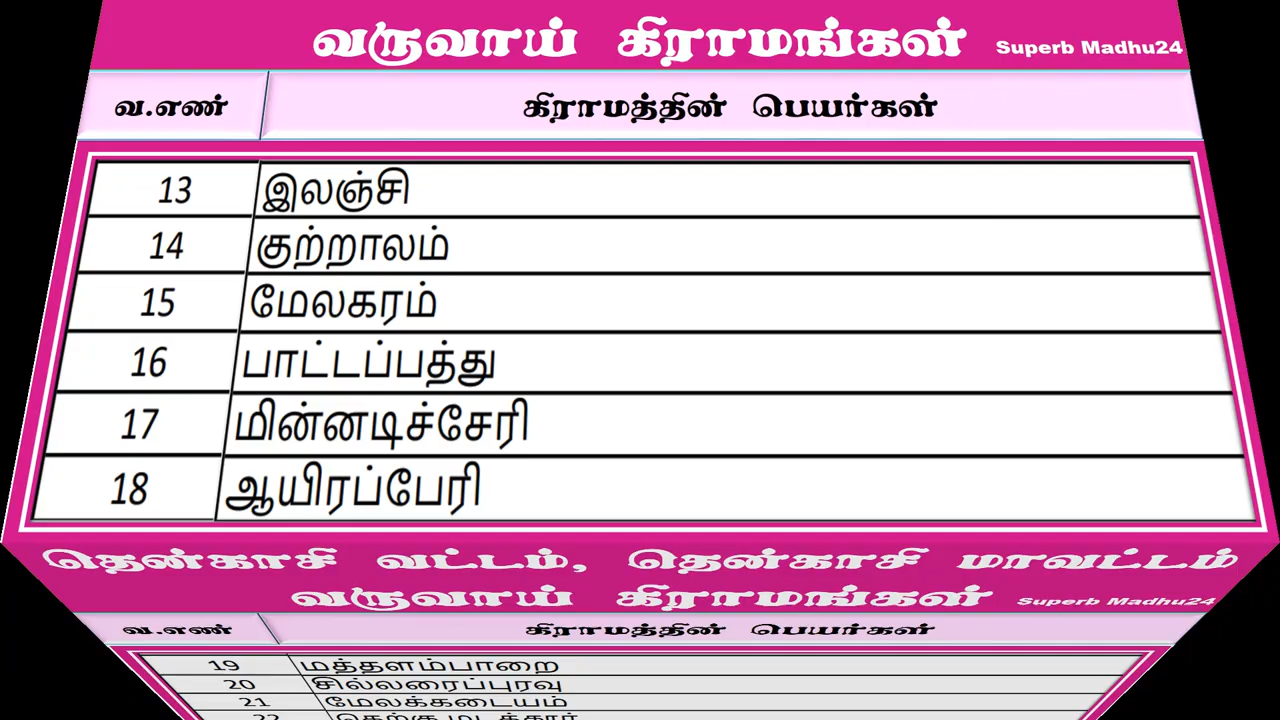 வருவாய் கிராமங்கள் Superb Madhu24
வ.எண் கிராமத்தின் பெயர்கள்
13 இலஞ்சி
14 குற்றாலம்
15 மேலகரம்
16 பாட்டப்பத்து
17 மின்னடிச்சேரி
18 ஆயிரப்பேரி
தென்காசி வட்டம், தென்காசி மாவட்டம்
வருவாய் கிராமங்கள் Superb Madhu24
வ.எண் கிராமத்தின் பெயர்கள்
19 மத்தளம்பாறை
20 சில்லரைப்புரவு
21 மேலக்கடையம்
22